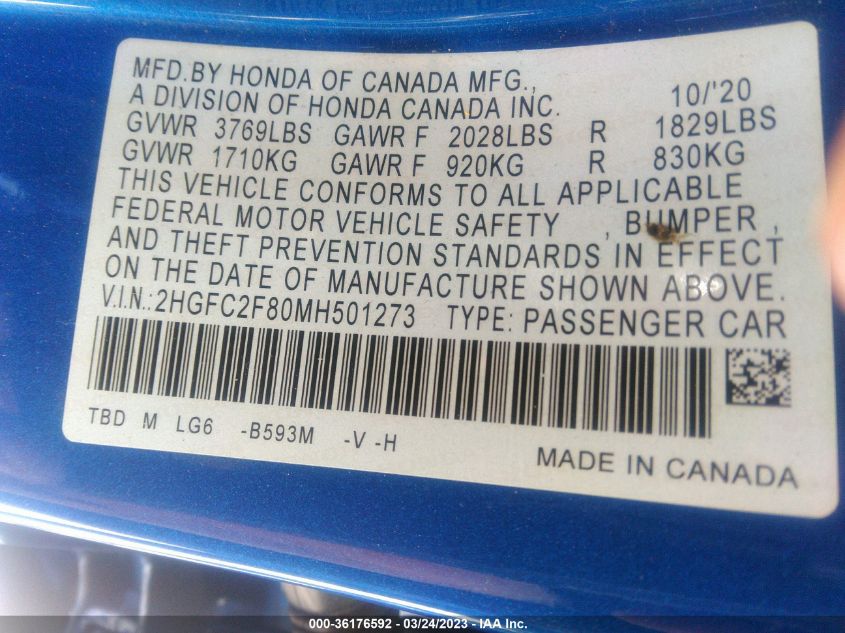 MFD.BY HONDA OF CANADA MFG.,
A DIVISION OF HONDA CANADA INC. 10/'20
GVWR 3769LBS GAWR F 2028LBS R 1829LBS
GVWR 1710KG GAWR F 920KG R 830KG
THIS VEHICLE CONFORMS TO ALL APPLICABLE
FEDERAL MOTOR VEHICLE SAFETY , BUMPER ,
AND THEFT PREVENTION STANDARDS IN EFFECT
ON THE DATE OF MANUFACTURE SHOWN ABOVE.
V.I.N.:2HGFC2F80MH501273 TYPE: PASSENGER CAR
TBD M LG6 -B593M -V -H
MADE IN CANADA
000-36176592 - 03/24/2023 - IAA Inc.